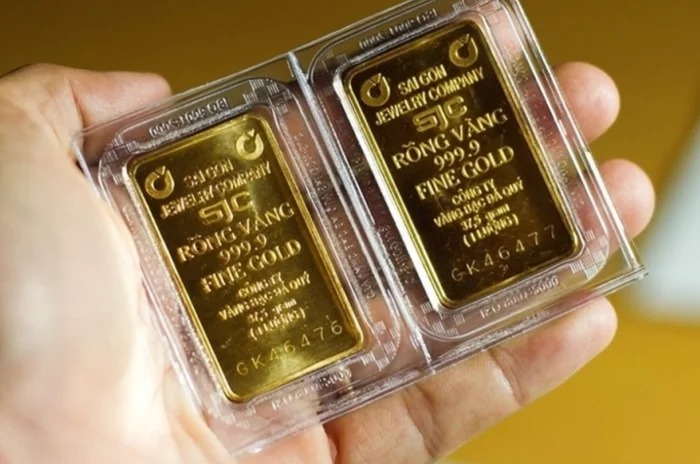 SAIGON
JEWELRY COMPANY
SJC
RỒNG VÀNG
999.9
FINE GOLD
CÔNG TY
VÀNG BẠC ĐÁ QUÝ
37,5 gam
(1 LƯỢNG)
GK46476
SAIGON
JEWELRY COMPANY
SJC
RỒNG VÀNG
999.9
FINE GOLD
CÔNG TY
VÀNG BẠC ĐÁ QUÝ
37,5 gam
(1 LƯỢNG)
GK46477